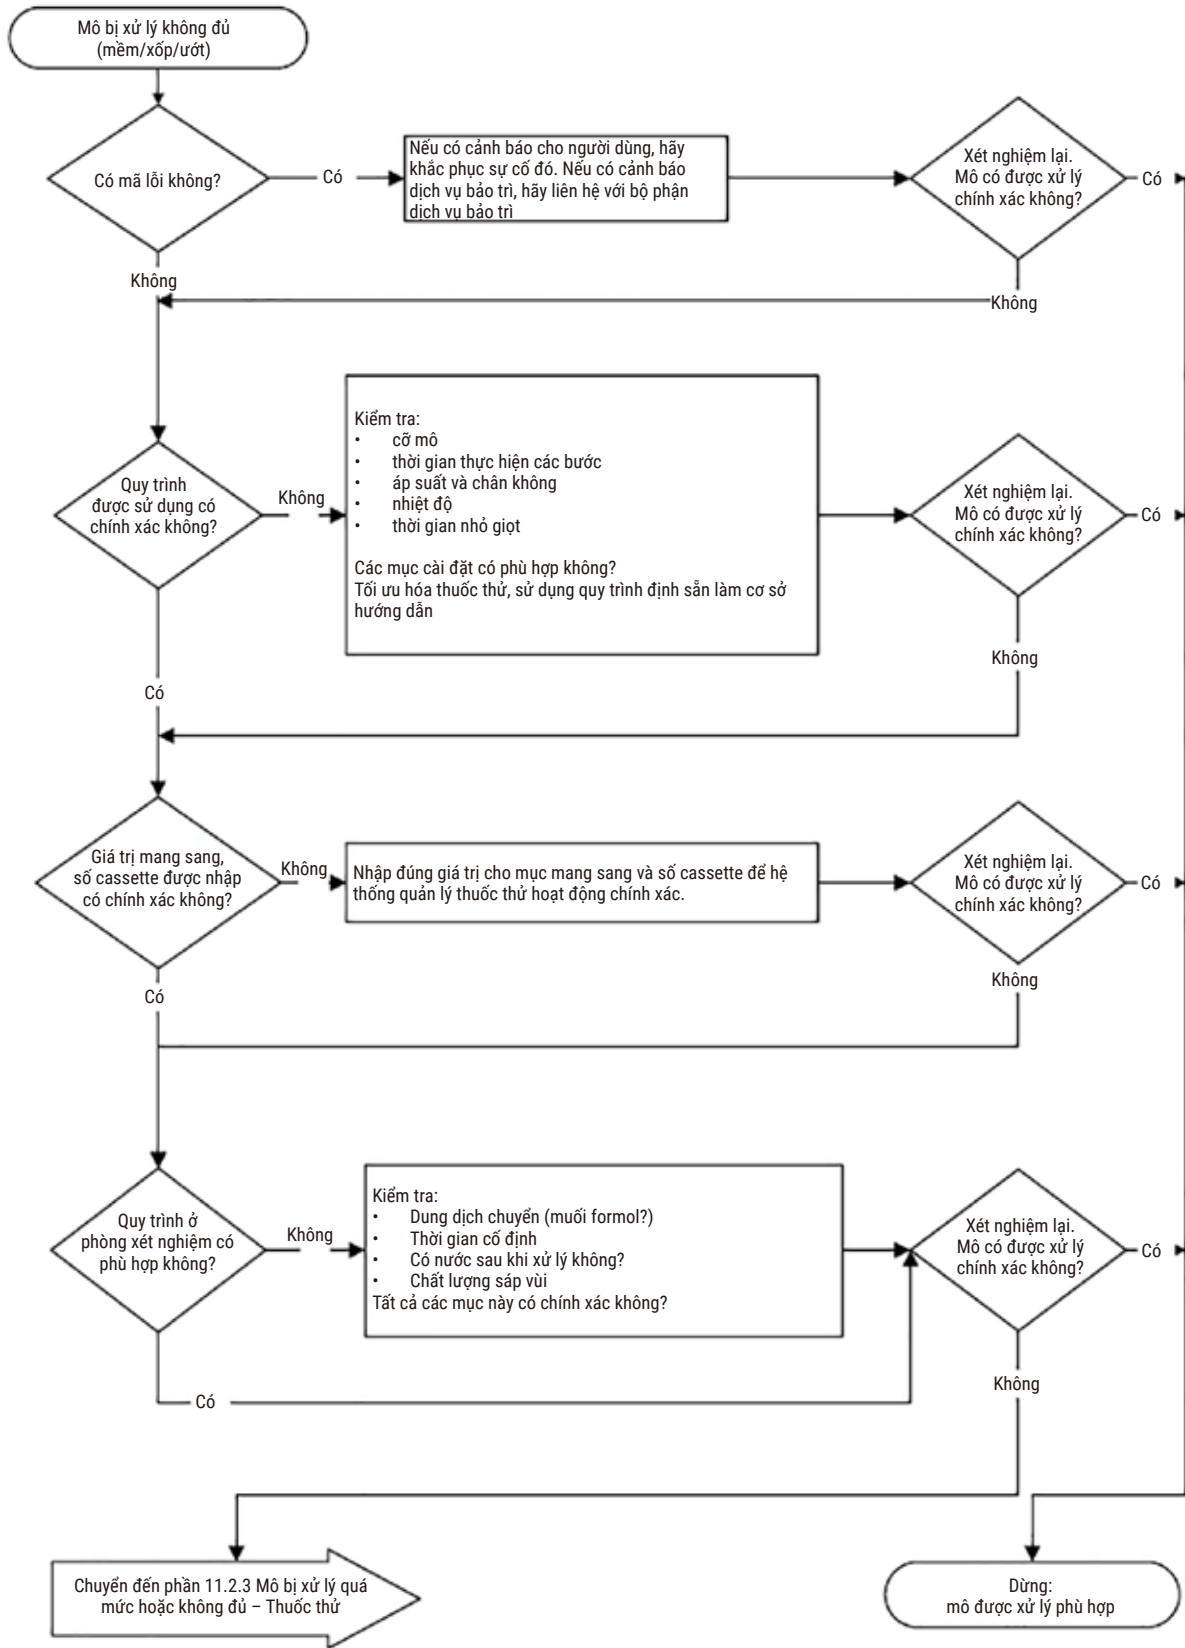 Mô bị xử lý không đủ
(mềm/xốp/ướt)
Có mã lỗi không?
Có
Nếu có cảnh báo cho người dùng, hãy
khắc phục sự cố đó. Nếu có cảnh báo
dịch vụ bảo trì, hãy liên hệ với bộ phận
dịch vụ bảo trì
Xét nghiệm lại.
Mô có được xử lý
chính xác không?
Có
Không
Không
Quy trình
được sử dụng có
chính xác không?
Không
Kiểm tra:
• cỡ mô
• thời gian thực hiện các bước
• áp suất và chân không
• nhiệt độ
• thời gian nhỏ giọt
Các mục cài đặt có phù hợp không?
Tối ưu hóa thuốc thử, sử dụng quy trình định sẵn làm cơ sở
hướng dẫn
Xét nghiệm lại.
Mô có được xử lý
chính xác không?
Có
Không
Có
Giá trị mang sang,
số cassette được nhập
có chính xác không?
Không
Nhập đúng giá trị cho mục mang sang và số cassette để hệ
thống quản lý thuốc thử hoạt động chính xác.
Xét nghiệm lại.
Mô có được xử lý
chính xác không?
Có
Không
Có
Quy trình ở
phòng xét nghiệm có
phù hợp không?
Không
Kiểm tra:
• Dung dịch chuyển (muối formol?)
• Thời gian cố định
• Có nước sau khi xử lý không?
• Chất lượng sáp vùi
Tất cả các mục này có chính xác không?
Xét nghiệm lại.
Mô có được xử lý
chính xác không?
Có
Không
Có
Chuyển đến phần 11.2.3 Mô bị xử lý quá
mức hoặc không đủ – Thuốc thử
Dừng:
mô được xử lý phù hợp